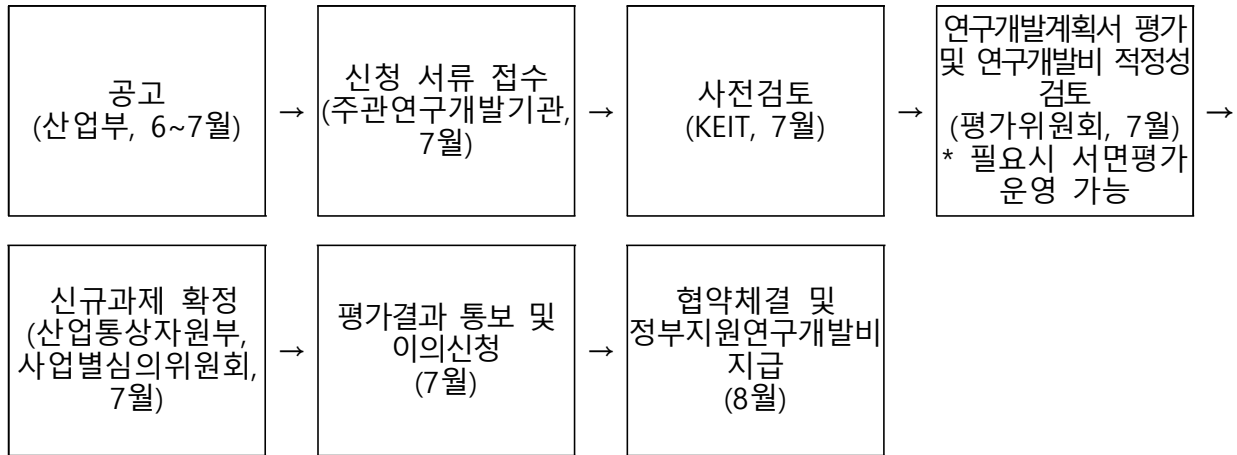 공고
(산업부, 6~7월)
→
신청 서류 접수
(주관연구개발기관,
7월)
→
사전검토
(KEIT, 7월)
→
연구개발계획서 평가
및 연구개발비 적정성
검토
(평가위원회, 7월)
* 필요시 서면평가
운영 가능
→
신규과제 확정
(산업통상자원부,
사업별심의위원회,
7월)
→
평가결과 통보 및
이의신청
(7월)
→
협약체결 및
정부지원연구개발비
지급
(8월)